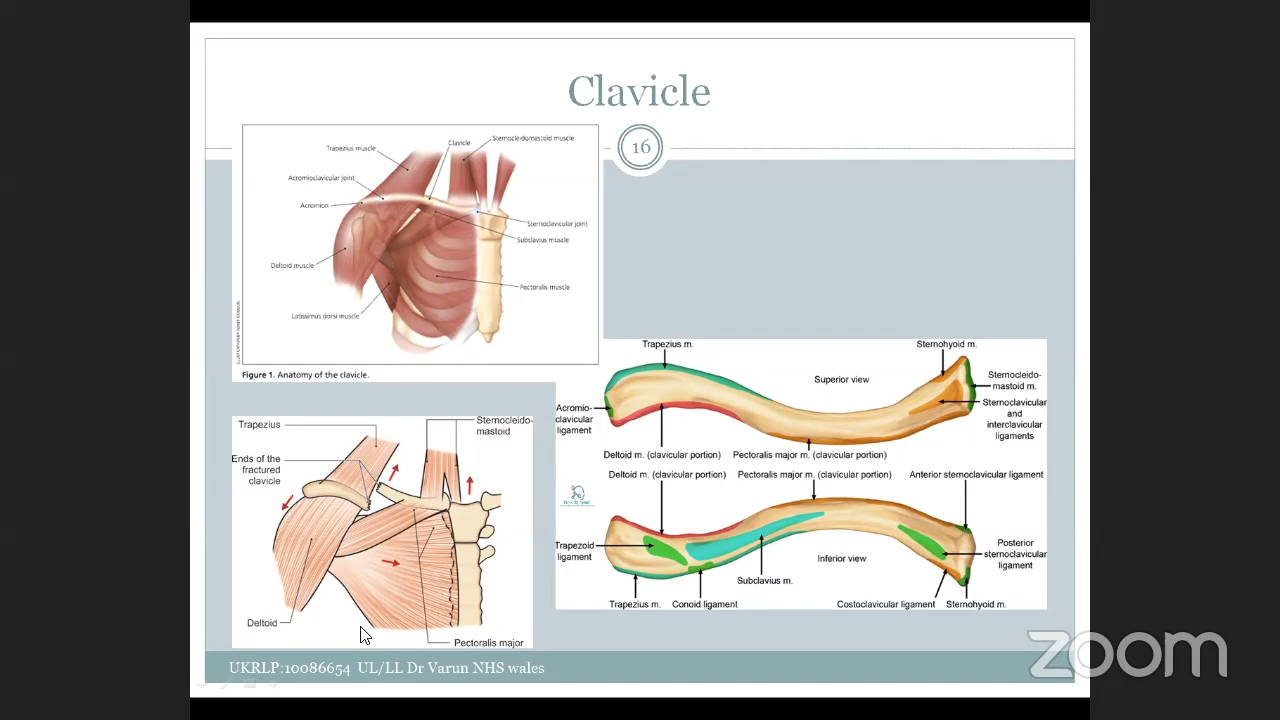 Clavicle
16
Trapezius muscle
Clavicle
Sternocleidomastoid muscle
Acromioclavicular joint
Acromion
Sternoclavicular joint
Subclavius muscle
Deltoid muscle
Pectoralis muscle
Latissimus dorsi muscle
Figure 1. Anatomy of the clavicle.
Trapezius
Sternocleido-
mastoid
Ends of the
fractured
clavicle
Deltoid
Pectoralis major
Trapezius m.
Sternohyoid m.
Superior view
Sternocleido-
mastoid m.
Acromio-
clavicular
ligament
Sternoclavicular
and
interclavicular
ligaments
Deltoid m. (clavicular portion)
Pectoralis major m. (clavicular portion)
Deltoid m. (clavicular portion)
Pectoralis major m. (clavicular portion)
Anterior sternoclavicular ligament
Trapezoid
ligament
Posterior
sternoclavicular
ligament
Inferior view
Subclavius m.
Trapezius m.
Conoid ligament
Costoclavicular ligament
Sternohyoid m.
UKRLP:10086654 UL/LL Dr Varun NHS wales
zoom